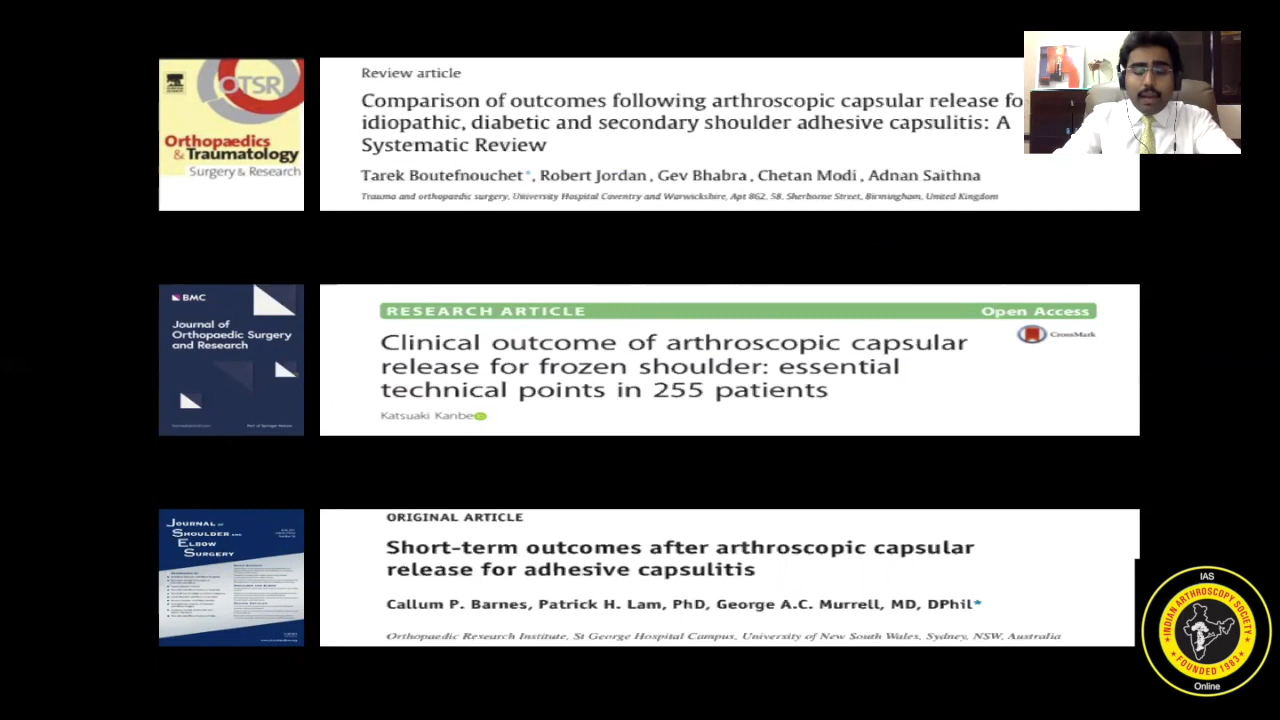 OTSR
Orthopaedics
& Traumatology
Surgery & Research
Review article
Comparison of outcomes following arthroscopic capsular release fo
idiopathic, diabetic and secondary shoulder adhesive capsulitis: A
Systematic Review
Tarek Boutefnouchet*, Robert Jordan, Gev Bhabra, Chetan Modi, Adnan Saithna
Trauma and orthopaedic surgery, University Hospital Coventry and Warwickshire, Apt 862, 58, Sherborne Street, Birmingham, United Kingdom
BMC
Journal of
Orthopaedic Surgery
and Research
RESEARCH ARTICLE Open Access
CrossMark
Clinical outcome of arthroscopic capsular
release for frozen shoulder: essential
technical points in 255 patients
Katsuaki Kanbe
JOURNAL OF
SHOULDER AND
ELBOW
SURGERY
ORIGINAL ARTICLE
Short-term outcomes after arthroscopic capsular
release for adhesive capsulitis
Callum P. Barnes, Patrick H. Lam, PhD, George A.C. Murrell, MD, DPhil*
Orthopaedic Research Institute, St George Hospital Campus, University of New South Wales, Sydney, NSW, Australia
IAS
INDIAN ARTHROSCOPY SOCIETY
FOUNDED 1983
Online